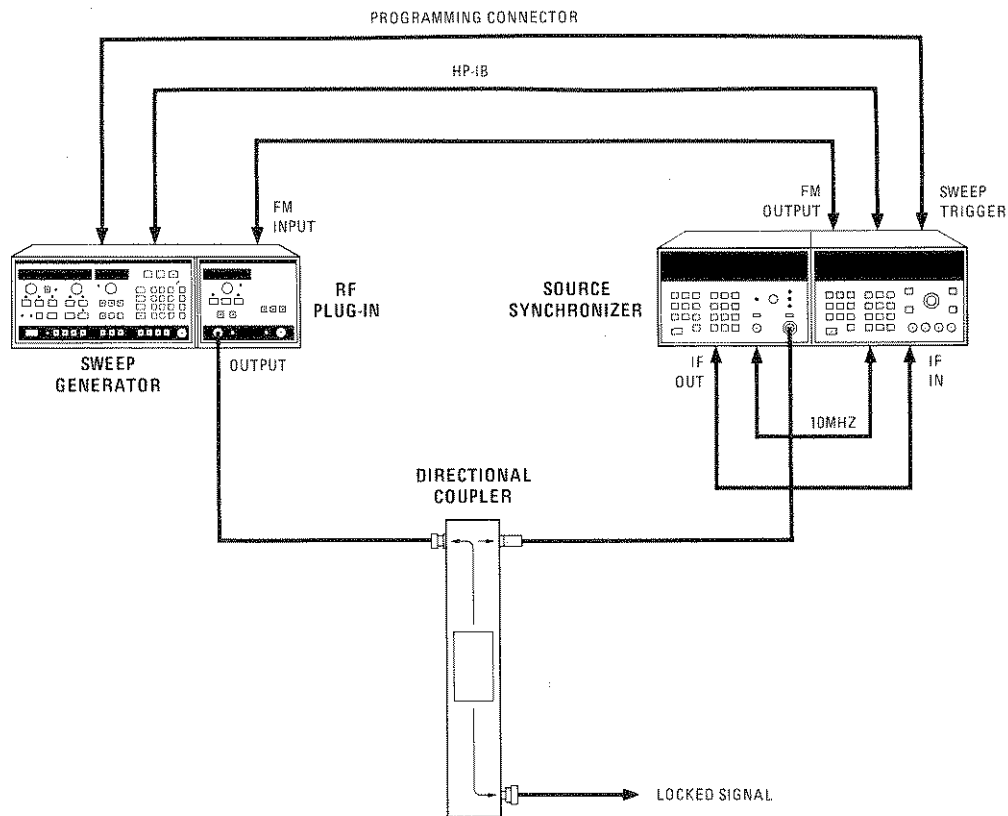 PROGRAMMING CONNECTOR
HP-IB
FM
INPUT
FM
OUTPUT
SWEEP
TRIGGER
RF
PLUG-IN
SOURCE
SYNCHRONIZER
SWEEP
GENERATOR
OUTPUT
IF
OUT
IF
IN
10MHZ
DIRECTIONAL
COUPLER
LOCKED SIGNAL